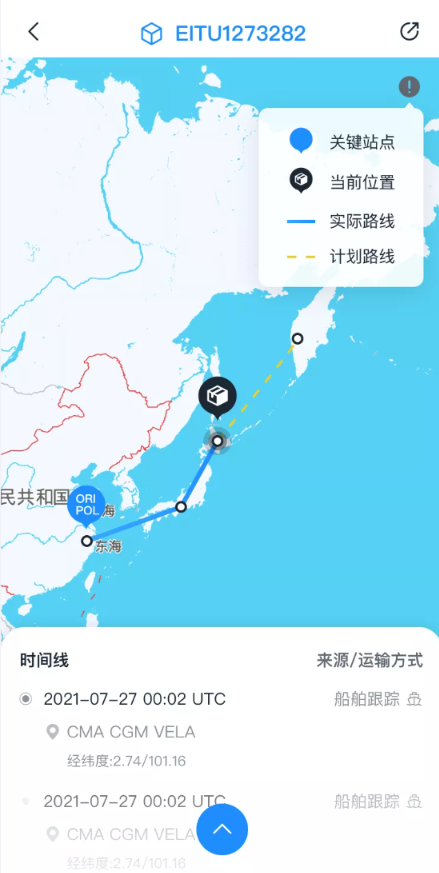 EITU1273282
关键站点
当前位置
实际路线
计划路线
民共和国
ORI
POL
海
东海
时间线 来源/运输方式
2021-07-27 00:02 UTC 船舶跟踪
CMA CGM VELA
经纬度:2.74/101.16
2021-07-27 00:02 UTC 船舶跟踪
CMA CGM VELA
经纬度:2.74/101.16